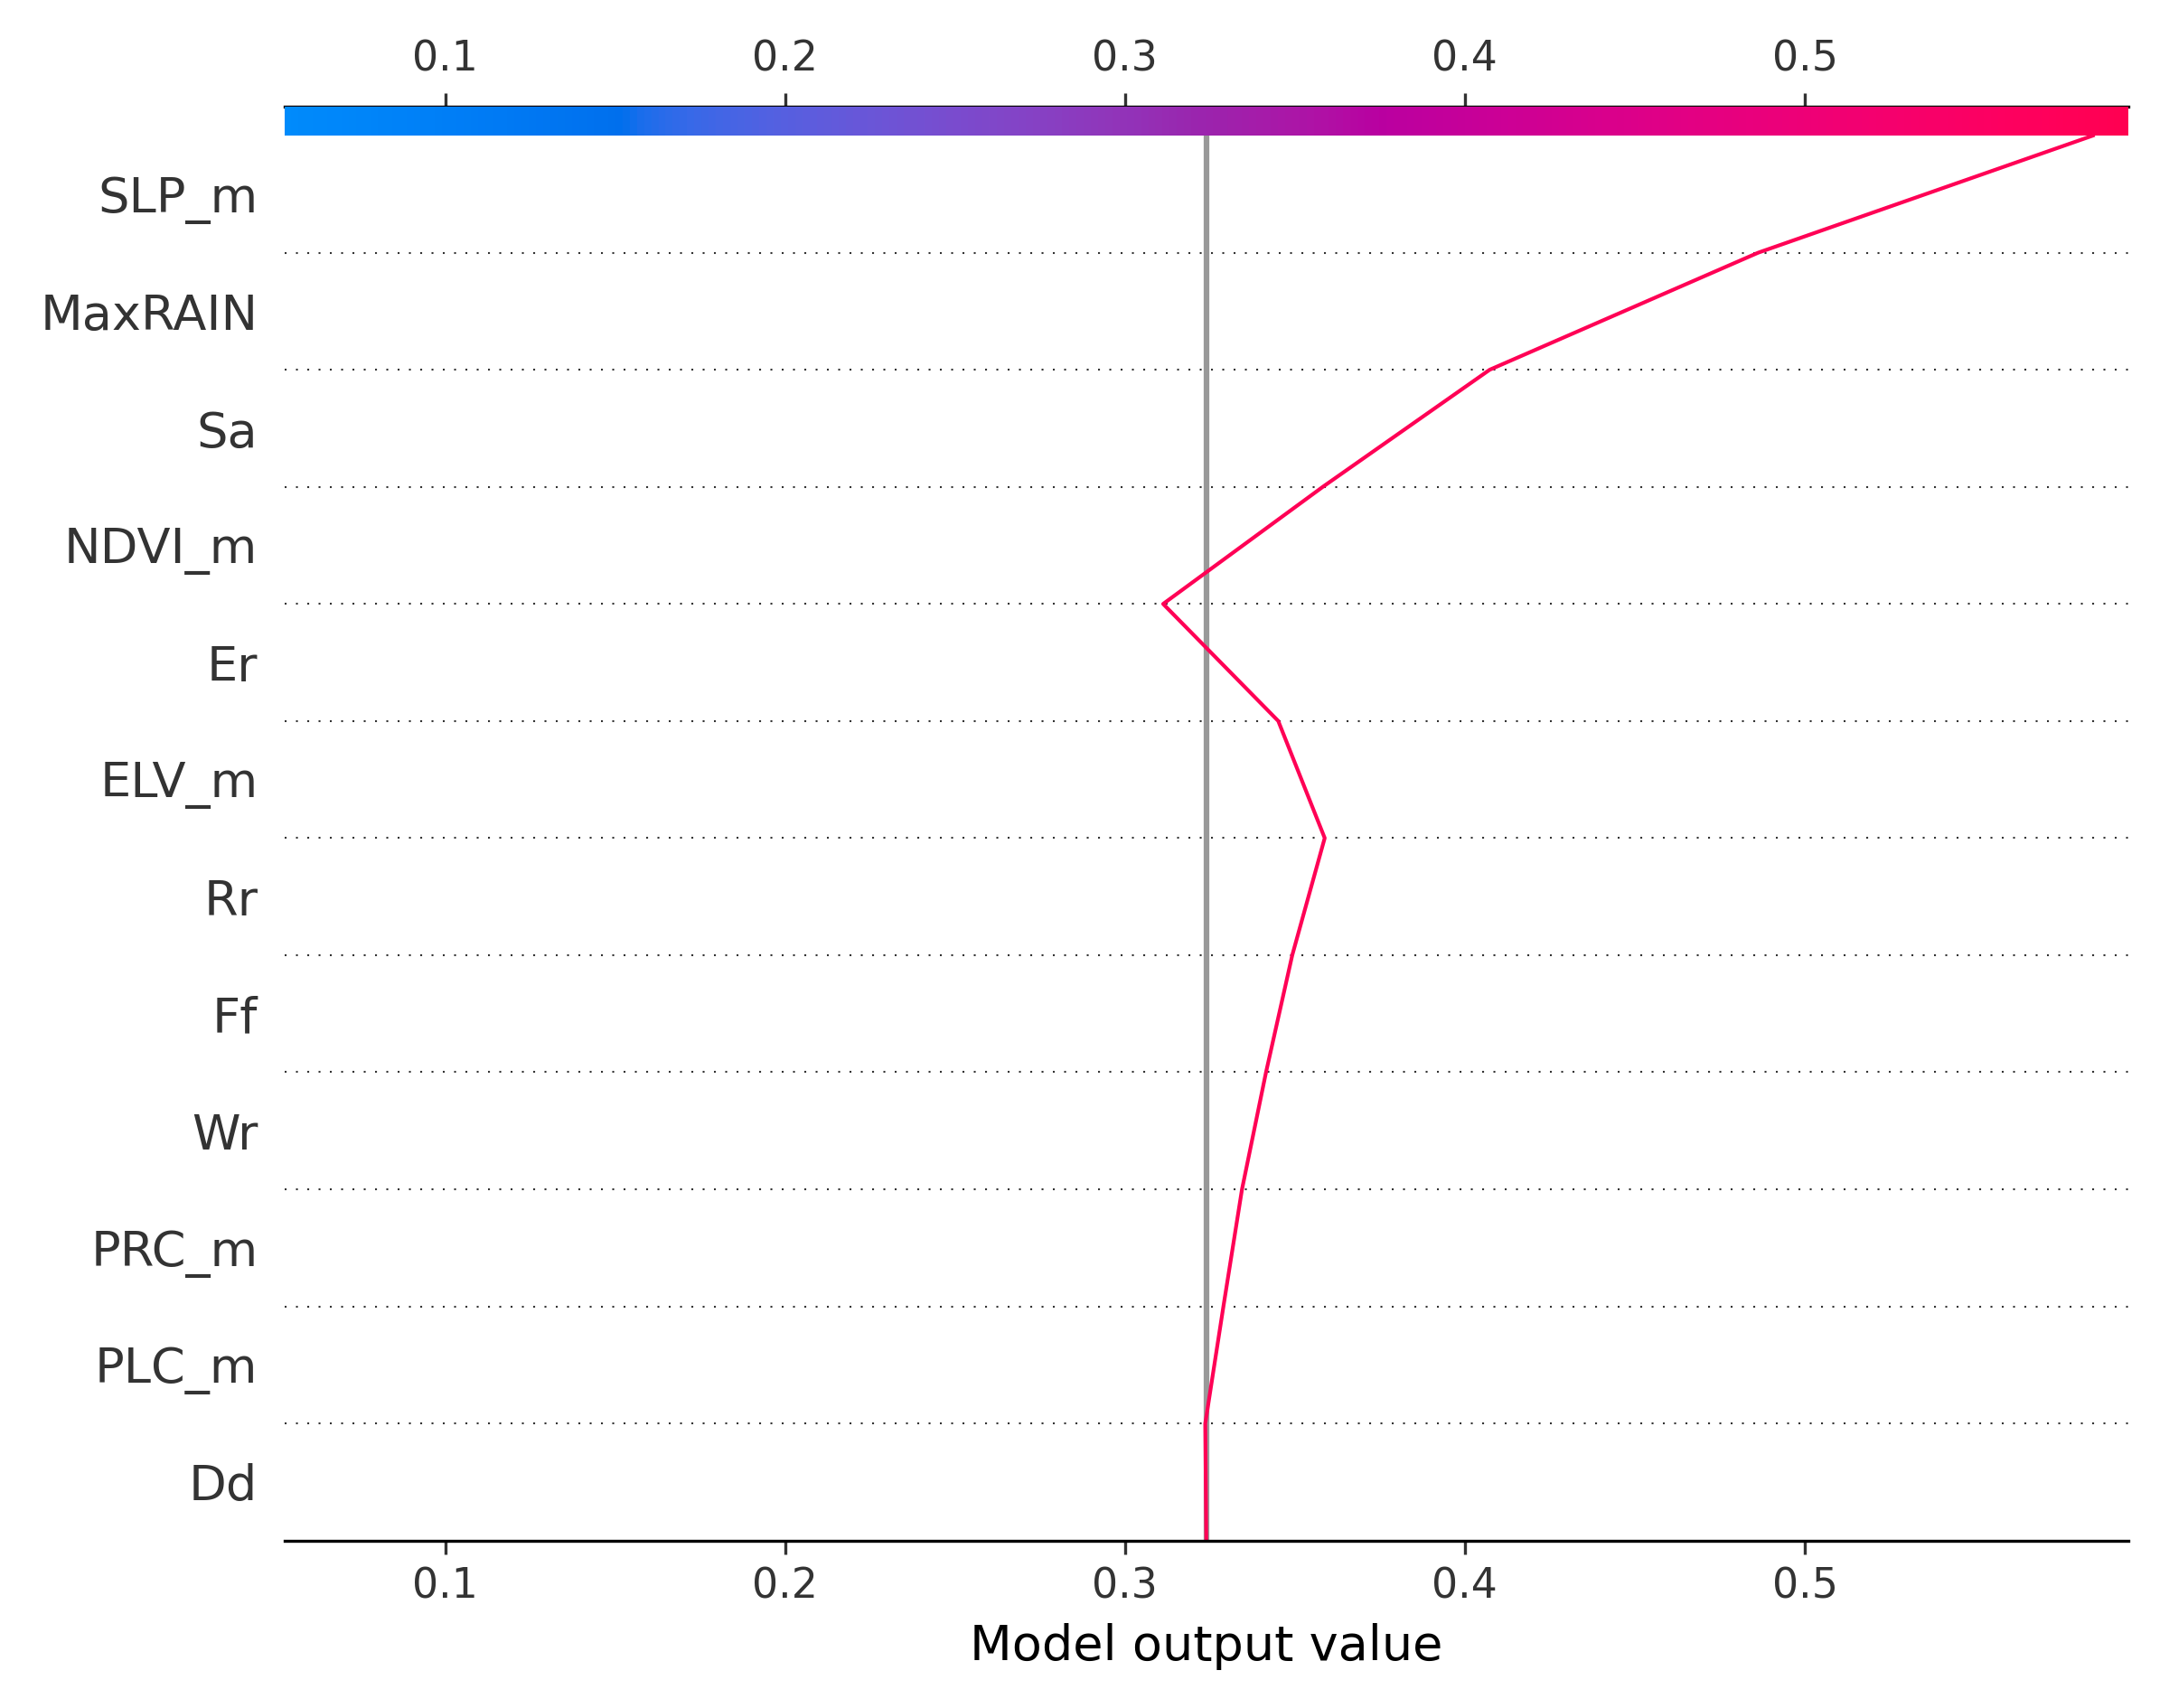 0.1 0.2 0.3 0.4 0.5
SLP_m
MaxRAIN
Sa
NDVI_m
Er
ELV_m
Rr
Ff
Wr
PRC_m
PLC_m
Dd
0.1 0.2 0.3 0.4 0.5
Model output value